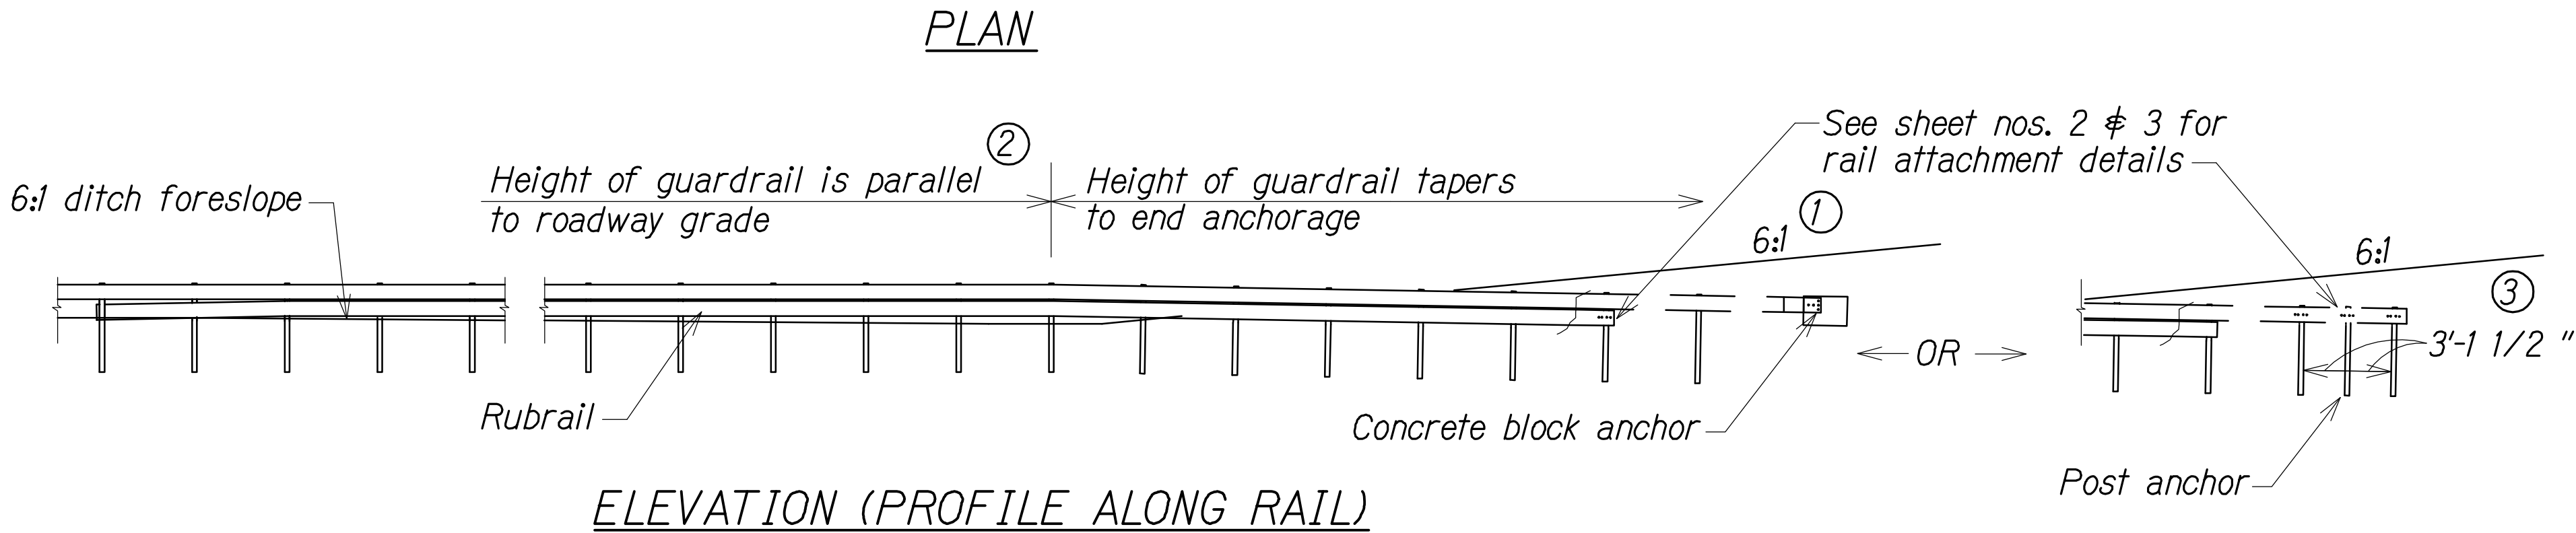 PLAN
See sheet nos. 2 & 3 for
rail attachment details
2
Height of guardrail is parallel
to roadway grade
Height of guardrail tapers
to end anchorage
6:1 ditch foreslope
1
6:1
6:1
3
3'-1 1/2 "
OR
Rubrail
Concrete block anchor
Post anchor
ELEVATION (PROFILE ALONG RAIL)